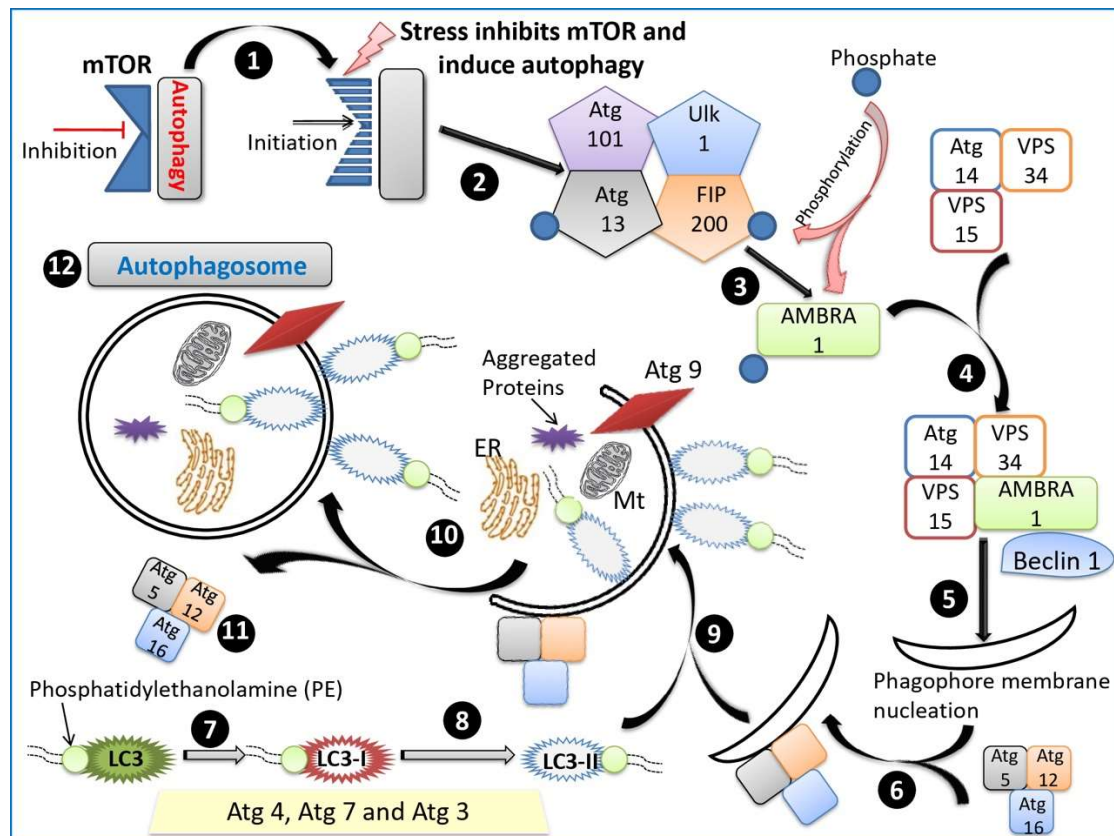 mTOR
Autophagy
Inhibition
1
Stress inhibits mTOR and
induce autophagy
Initiation
2
Atg
101
Ulk
1
Atg
13
FIP
200
Phosphate
Phosphorylation
3
AMBRA
1
Atg
14
VPS
34
VPS
15
4
Atg
14
VPS
34
VPS
15
AMBRA
1
Beclin 1
5
Phagophore membrane
nucleation
6
Atg
5
Atg
12
Atg
16
Phosphatidylethanolamine (PE)
LC3
7
LC3-I
8
LC3-II
Atg 4, Atg 7 and Atg 3
9
Aggregated
Proteins
Atg 9
ER
Mt
10
Atg
5
Atg
12
Atg
16
11
12
Autophagosome